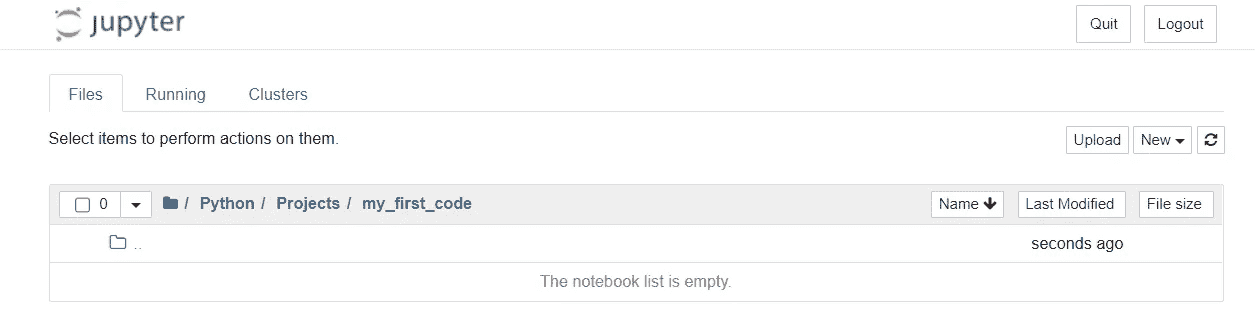 jupyter Quit Logout
Files Running Clusters
Select items to perform actions on them. Upload New
0 / Python / Projects / my_first_code Name Last Modified File size
.. seconds ago
The notebook list is empty.